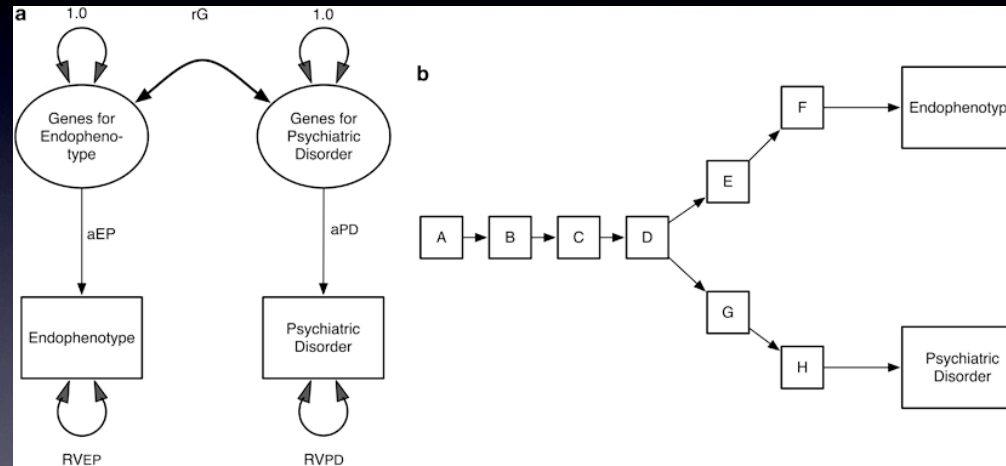 a
1.0
rG
1.0
Genes for
Endopheno-
type
Genes for
Psychiatric
Disorder
aEP
aPD
Endophenotype
Psychiatric
Disorder
RVEP
RVPD
b
A
B
C
D
E
F
G
H
Endophenotyp
Psychiatric
Disorder